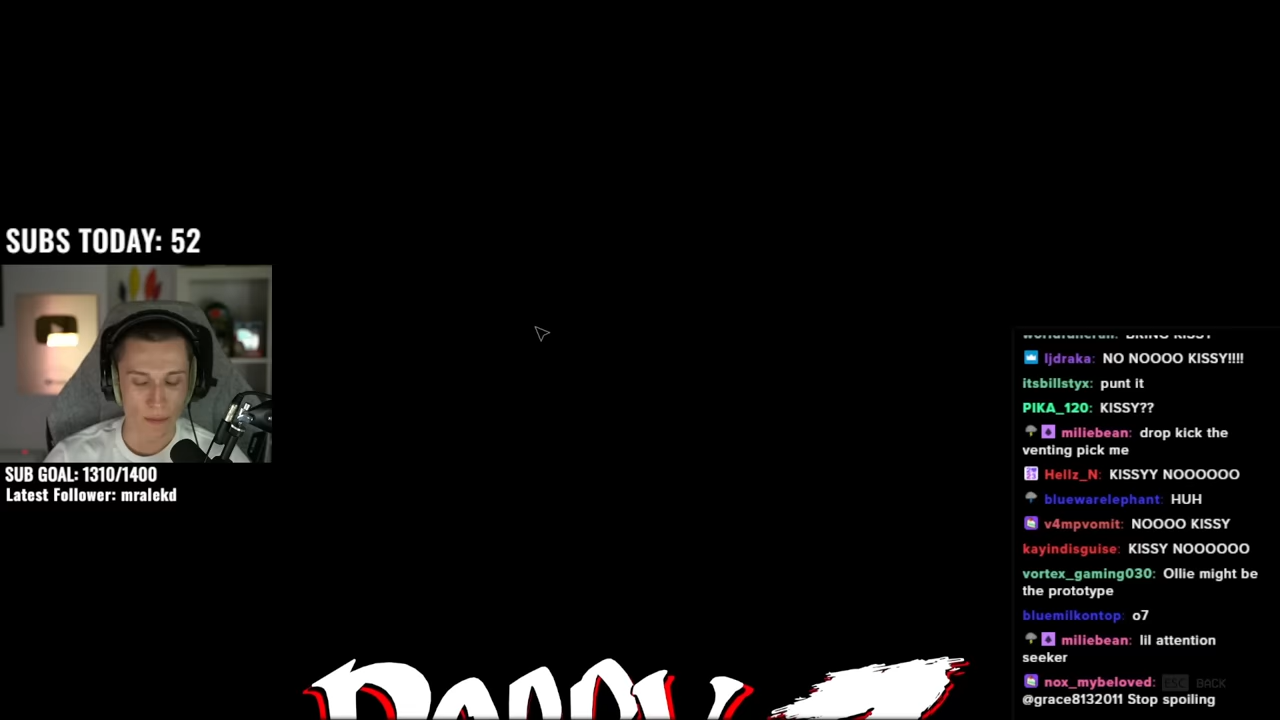 SUBS TODAY: 52
SUB GOAL: 1310/1400
Latest Follower: mralekd
ljdraka: NO NOOOO KISSY!!!!
itsbillstyx: punt it
PIKA_120: KISSY??
miliebean: drop kick the
venting pick me
Hellz_N: KISSYY NOOOOOO
bluewarelephant: HUH
v4mpvomit: NOOOO KISSY
kayindisguise: KISSY NOOOOOO
vortex_gaming030: Ollie might be
the prototype
bluemilkontop: o7
miliebean: lil attention
seeker
nox_mybeloved: ESC BACK
@grace8132011 Stop spoiling